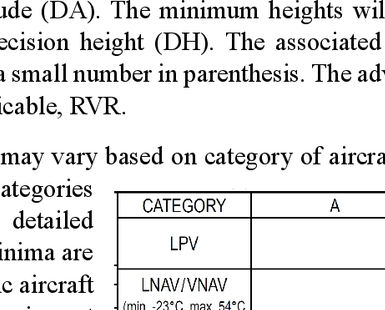 ude (DA). The minimum heights wil
ecision height (DH). The associated
a small number in parenthesis. The adv
icable, RVR.
may vary based on category of aircra
ategories
detailed
inima are
ic aircraft
CATEGORY A
LPV
LNAV/VNAV
(min. -23°C, max. 54°C